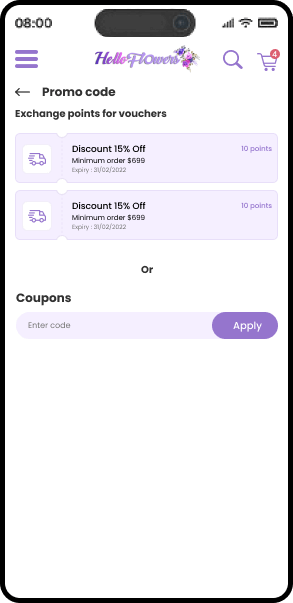 08:00
HelloFlowers
4
Promo code
Exchange points for vouchers
Discount 15% Off
10 points
Minimum order $699
Expiry : 31/02/2022
Discount 15% Off
10 points
Minimum order $699
Expiry : 31/02/2022
Or
Coupons
Enter code
Apply